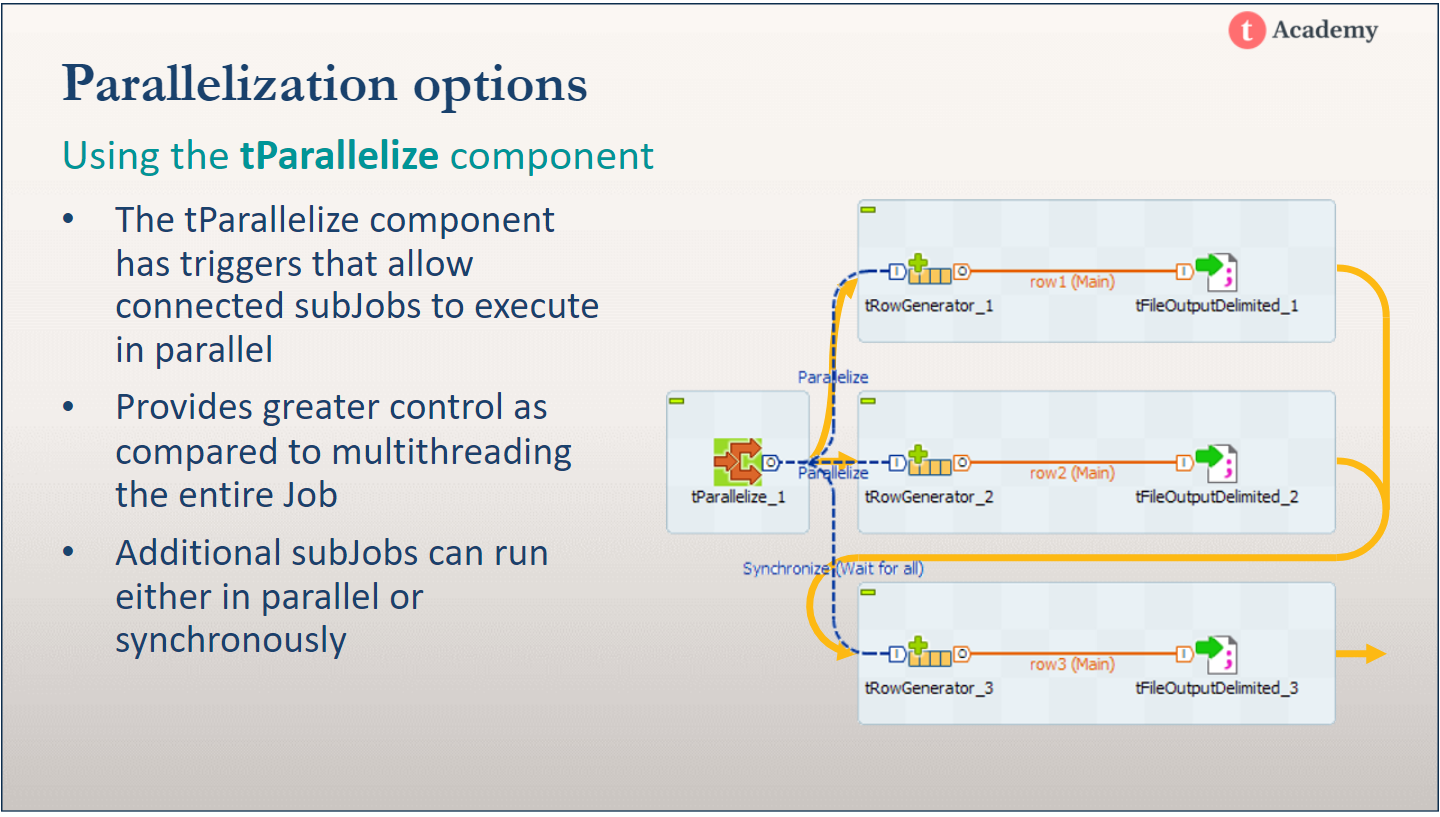 t Academy
Parallelization options
Using the tParallelize component
• The tParallelize component
has triggers that allow
connected subJobs to execute
in parallel
• Provides greater control as
compared to multithreading
the entire Job
• Additional subJobs can run
either in parallel or
synchronously
I O row1 (Main) I ;
tRowGenerator_1 tFileOutputDelimited_1
Parallelize
O I O row2 (Main) I ;
Parallelize
tParallelize_1 tRowGenerator_2 tFileOutputDelimited_2
Synchronize (Wait for all)
I O row3 (Main) I ;
tRowGenerator_3 tFileOutputDelimited_3